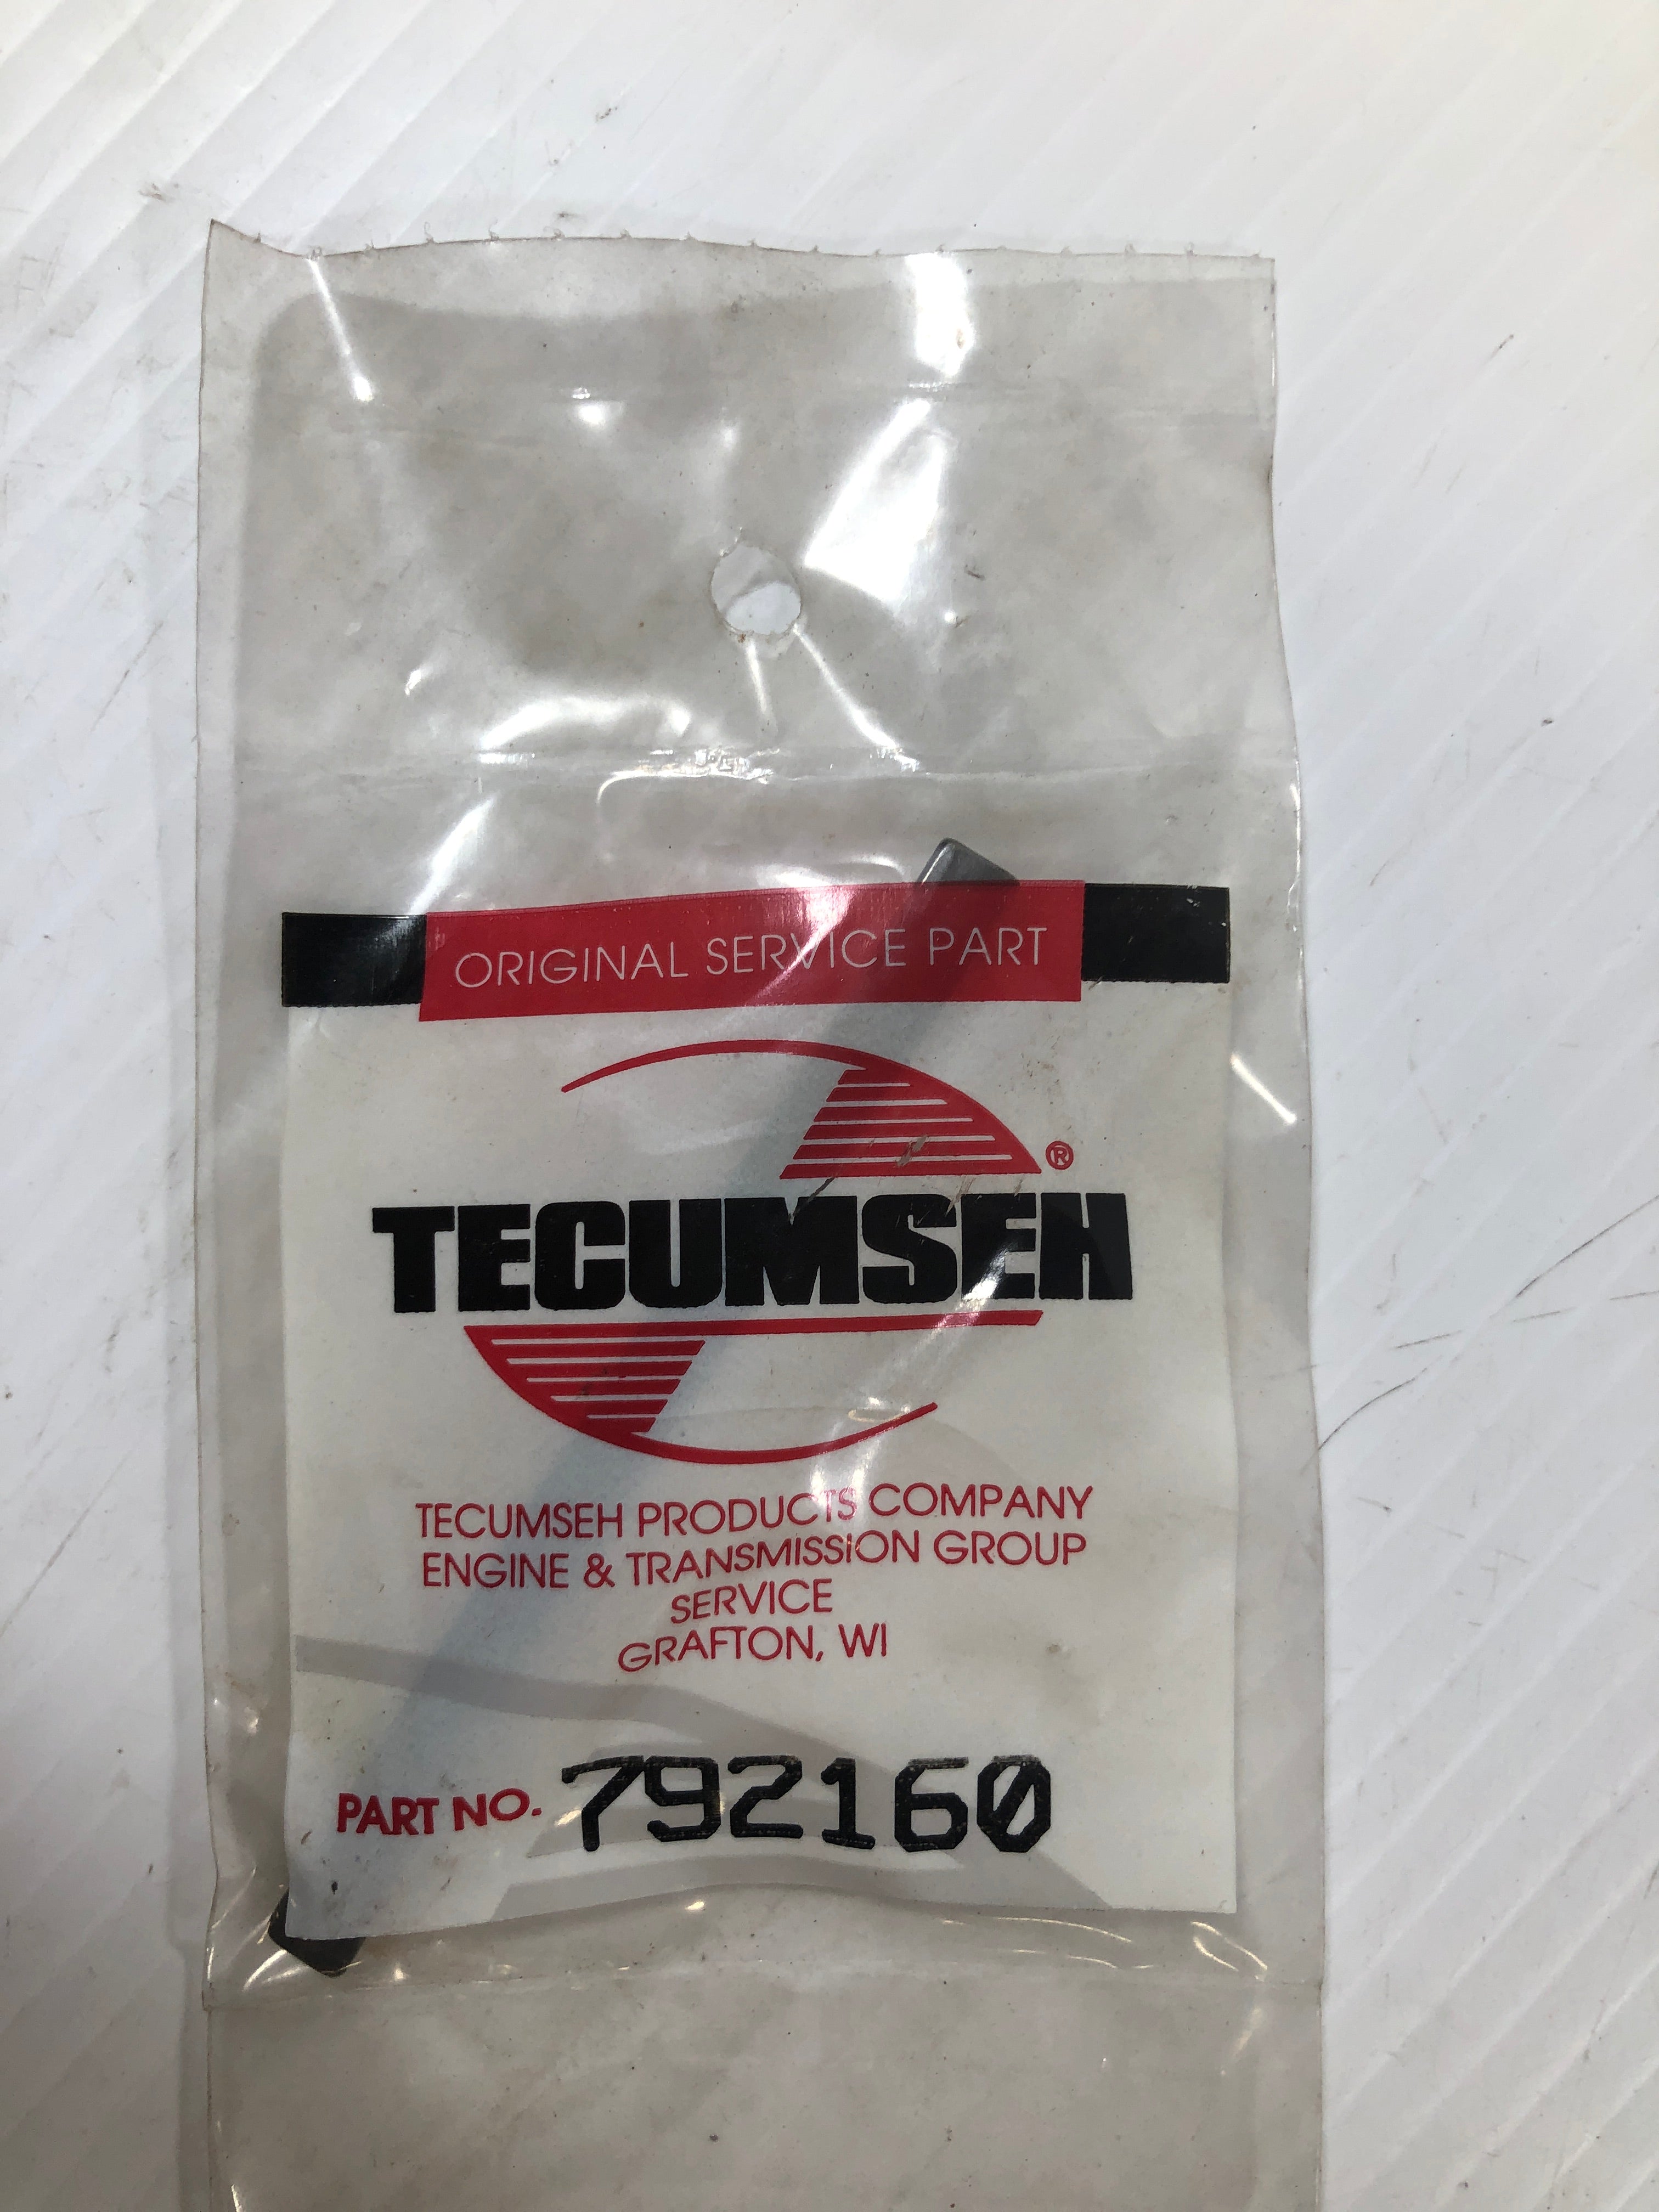 ORIGINAL SERVICE PART
®
TECUMSEH
TECUMSEH PRODUCTS COMPANY
ENGINE & TRANSMISSION GROUP
SERVICE
GRAFTON, WI
PART NO. 792160